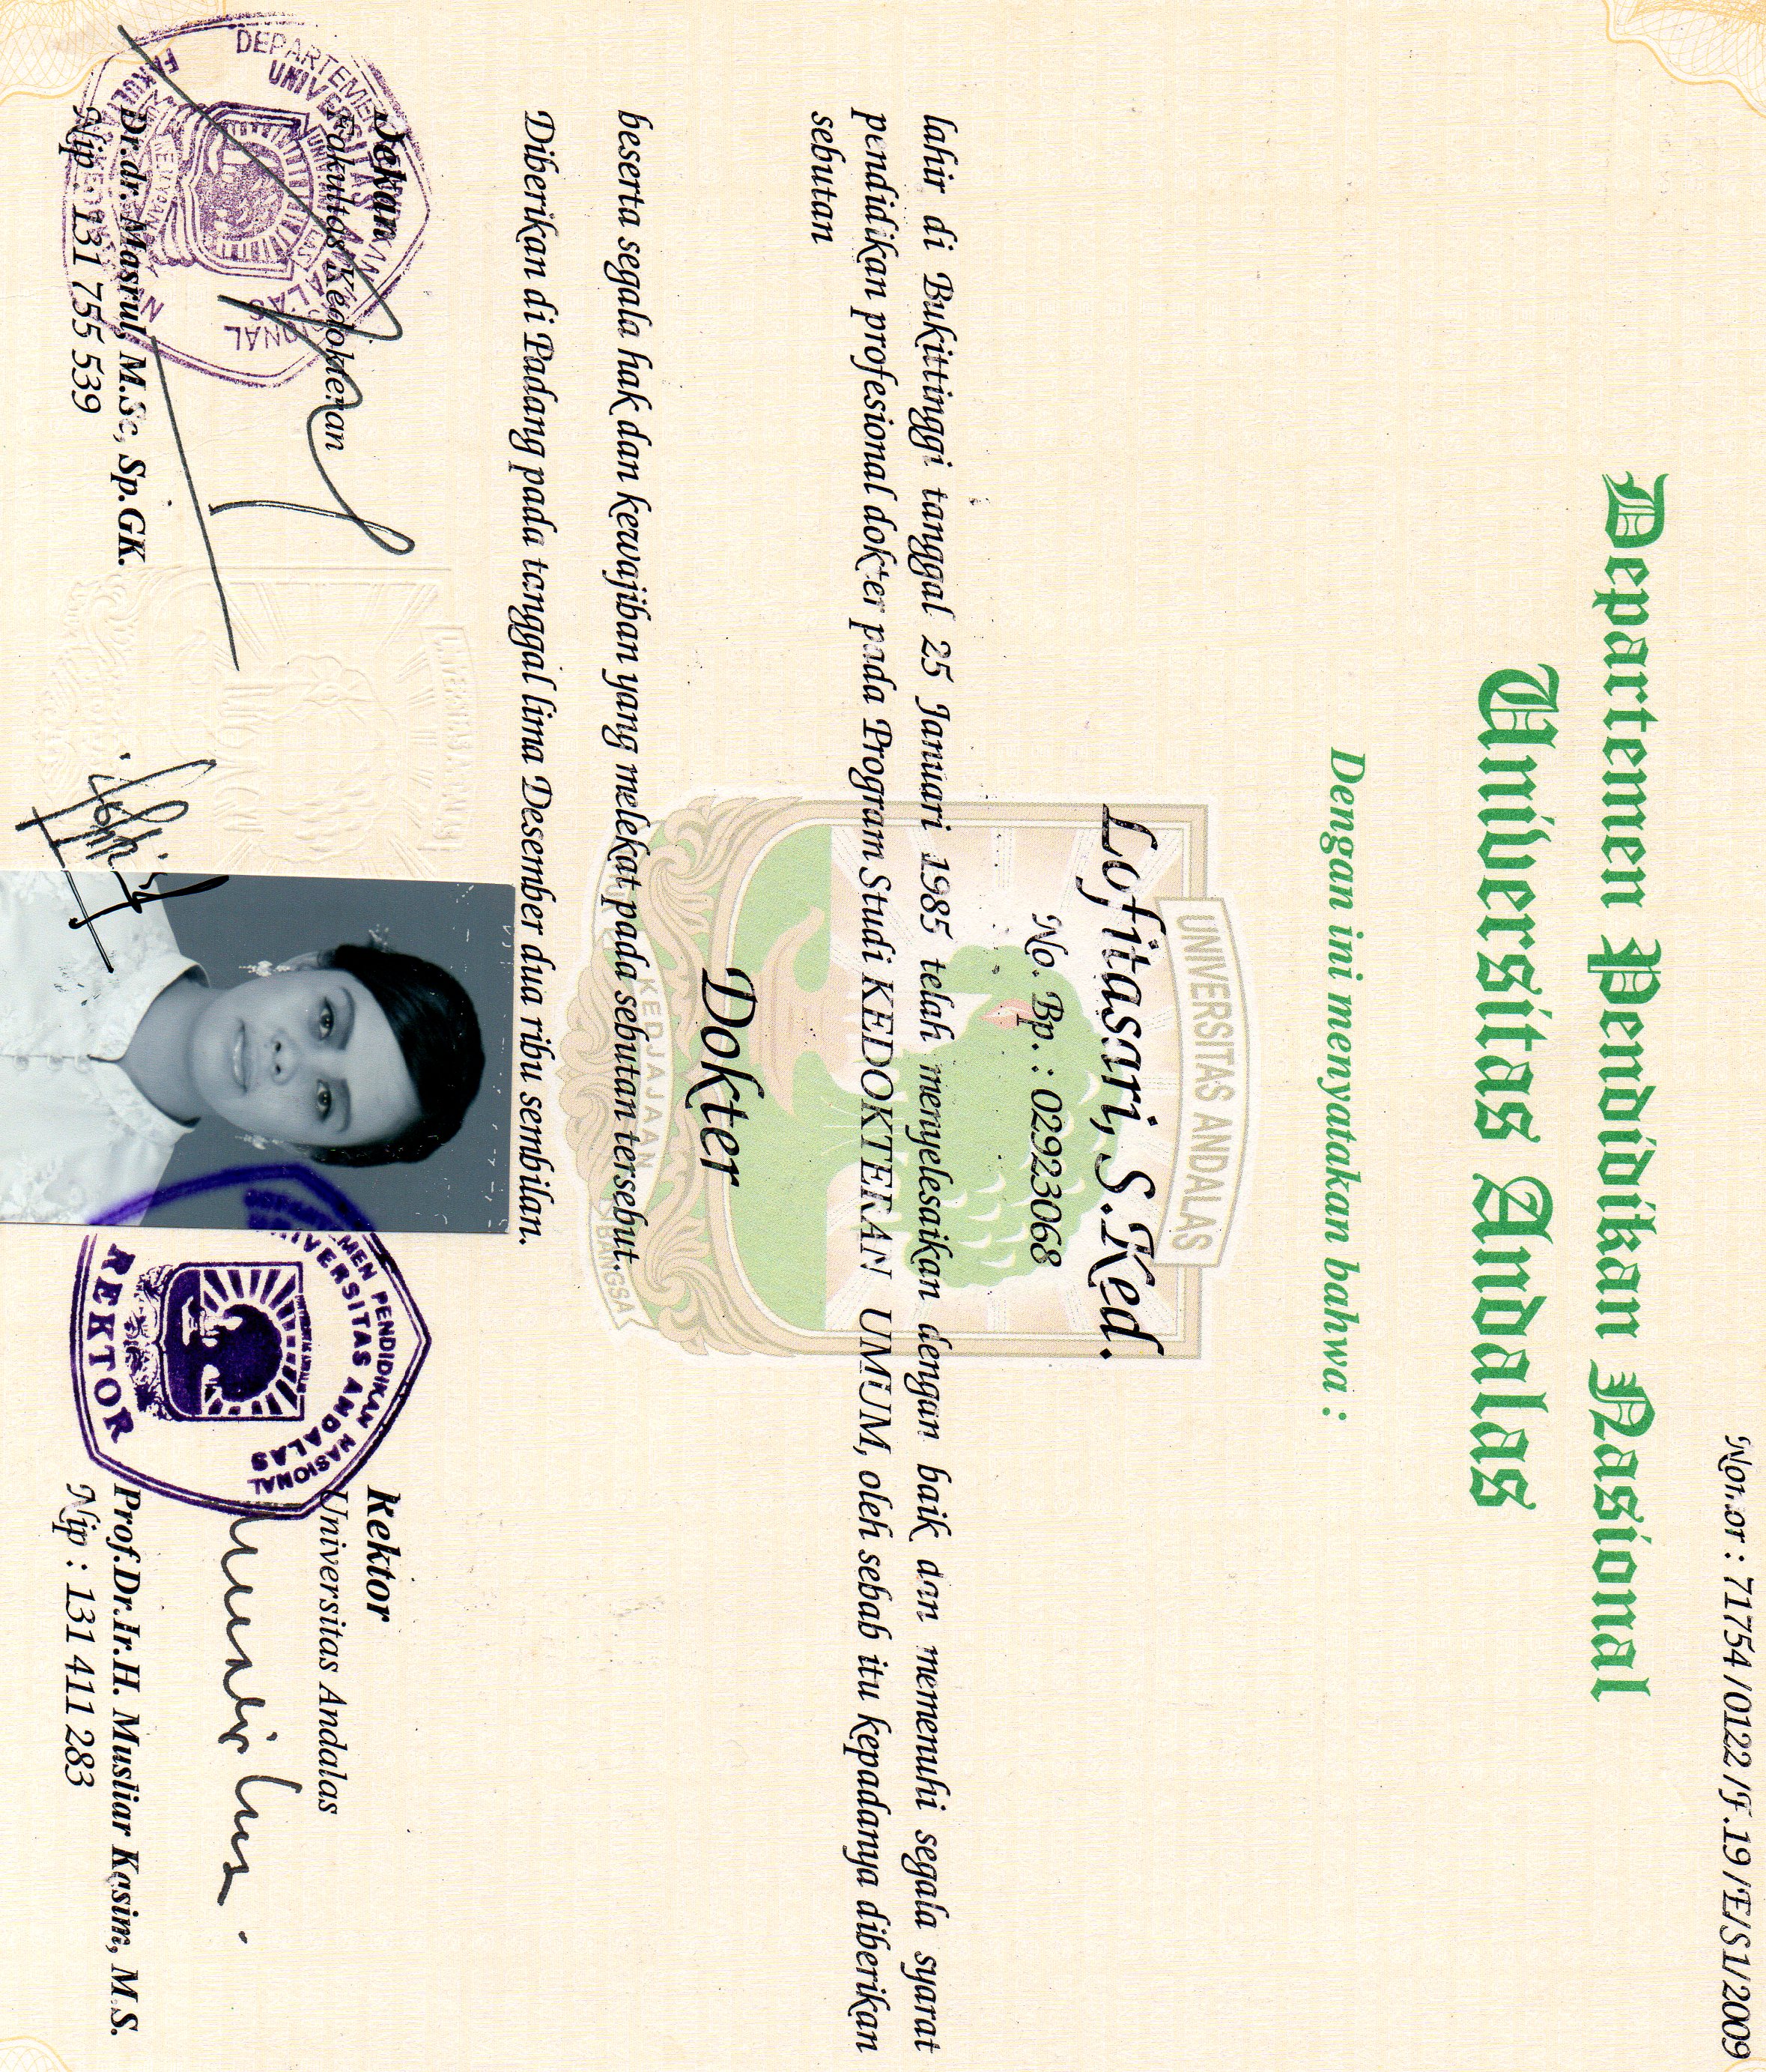 Nomor : 71754/0122/F.19/E/S1/2009
Departemen Pendidikan Nasional
Universitas Andalas
Dengan ini menyatakan bahwa :
UNIVERSITAS ANDALAS
Lofitasari, S.Ked.
No. Bp. : 02923068
lahir di Bukittinggi tanggal 25 Januari 1985 telah menyelesaikan dengan baik dan memenuhi segala syarat
pendidikan profesional dokter pada Program Studi KEDOKTERAN UMUM, oleh sebab itu kepadanya diberikan
sebutan
Dokter
KEDJAJAAN
BANGSA
beserta segala hak dan kewajiban yang melekat pada sebutan tersebut.
Diberikan di Padang pada tanggal lima Desember dua ribu sembilan.
Dekan
Fakultas Kedokteran
DEPARTEMEN PENDIDIKAN NASIONAL
UNIVERSITAS ANDALAS
FAKULTAS KEDOKTERAN
Dr.dr. Masrul, M.Sc, Sp.GK.
Nip : 131 755 539
Rektor
Universitas Andalas
PENDIDIKAN NASIONAL
UNIVERSITAS ANDALAS
REKTOR
Prof.Dr.Ir.H. Musliar Kasim, M.S.
Nip : 131 411 283